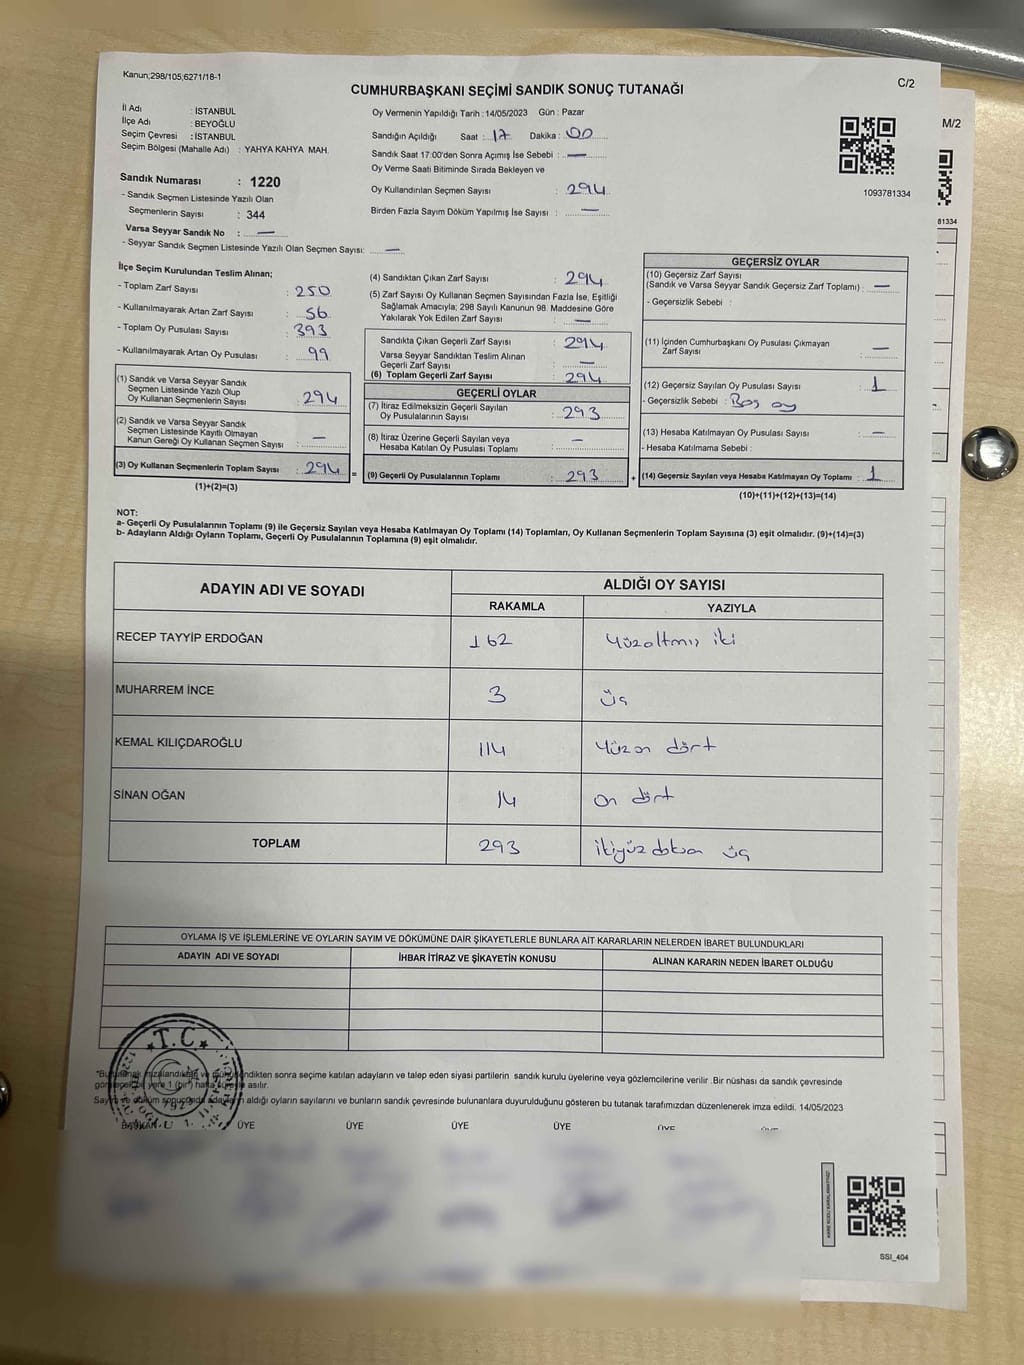 Kanun;298/105;6271/18-1
C/2
CUMHURBAŞKANI SEÇİMİ SANDIK SONUÇ TUTANAĞI
M/2
İl Adı : İSTANBUL
İlçe Adı : BEYOĞLU
Seçim Çevresi : İSTANBUL
Seçim Bölgesi (Mahalle Adı) : YAHYA KAHYA MAH.
Sandık Numarası : 1220
- Sandık Seçmen Listesinde Yazılı Olan
Seçmenlerin Sayısı : 344
Varsa Seyyar Sandık No : —
- Seyyar Sandık Seçmen Listesinde Yazılı Olan Seçmen Sayısı: —
Oy Vermenin Yapıldığı Tarih : 14/05/2023 Gün : Pazar
Sandığın Açıldığı Saat : 17 Dakika : 00
Sandık Saat 17:00'den Sonra Açımış İse Sebebi : —
Oy Verme Saati Bitiminde Sırada Bekleyen ve
Oy Kullandırılan Seçmen Sayısı : 294
Birden Fazla Sayım Döküm Yapılmış İse Sayısı : —
1093781334
81334
İlçe Seçim Kurulundan Teslim Alınan;
- Toplam Zarf Sayısı : 250
- Kullanılmayarak Artan Zarf Sayısı : 56
- Toplam Oy Pusulası Sayısı : 393
- Kullanılmayarak Artan Oy Pusulası : 99
(1) Sandık ve Varsa Seyyar Sandık
Seçmen Listesinde Yazılı Olup
Oy Kullanan Seçmenlerin Sayısı : 294
(2) Sandık ve Varsa Seyyar Sandık
Seçmen Listesinde Kayıtlı Olmayan
Kanun Gereği Oy Kullanan Seçmen Sayısı : —
(3) Oy Kullanan Seçmenlerin Toplam Sayısı : 294 =
(1)+(2)=(3)
(4) Sandıktan Çıkan Zarf Sayısı : 294
(5) Zarf Sayısı Oy Kullanan Seçmen Sayısından Fazla İse, Eşitliği
Sağlamak Amacıyla; 298 Sayılı Kanunun 98. Maddesine Göre
Yakılarak Yok Edilen Zarf Sayısı : —
Sandıkta Çıkan Geçerli Zarf Sayısı : 294
Varsa Seyyar Sandıktan Teslim Alınan
Geçerli Zarf Sayısı : —
(6) Toplam Geçerli Zarf Sayısı : 294
GEÇERLİ OYLAR
(7) İtiraz Edilmeksizin Geçerli Sayılan
Oy Pusulalarının Sayısı : 293
(8) İtiraz Üzerine Geçerli Sayılan veya
Hesaba Katılan Oy Pusulası Toplamı : —
(9) Geçerli Oy Pusulalarının Toplamı : 293 +
GEÇERSİZ OYLAR
(10) Geçersiz Zarf Sayısı
(Sandık ve Varsa Seyyar Sandık Geçersiz Zarf Toplamı) : —
- Geçersizlik Sebebi :
(11) İçinden Cumhurbaşkanı Oy Pusulası Çıkmayan
Zarf Sayısı : —
(12) Geçersiz Sayılan Oy Pusulası Sayısı : 1
- Geçersizlik Sebebi : Boş oy
(13) Hesaba Katılmayan Oy Pusulası Sayısı : —
- Hesaba Katılmama Sebebi :
(14) Geçersiz Sayılan veya Hesaba Katılmayan Oy Toplamı : 1
(10)+(11)+(12)+(13)=(14)
NOT:
a- Geçerli Oy Pusulalarının Toplamı (9) ile Geçersiz Sayılan veya Hesaba Katılmayan Oy Toplamı (14) Toplamları, Oy Kullanan Seçmenlerin Toplam Sayısına (3) eşit olmalıdır. (9)+(14)=(3)
b- Adayların Aldığı Oyların Toplamı, Geçerli Oy Pusulalarının Toplamına (9) eşit olmalıdır.
ADAYIN ADI VE SOYADI
ALDIĞI OY SAYISI
RAKAMLA YAZIYLA
RECEP TAYYİP ERDOĞAN 162 Yüzaltmış iki
MUHARREM İNCE 3 üç
KEMAL KILIÇDAROĞLU 114 Yüzon dört
SİNAN OĞAN 14 on dört
TOPLAM 293 ikiyüz doksan üç
OYLAMA İŞ VE İŞLEMLERİNE VE OYLARIN SAYIM VE DÖKÜMÜNE DAİR ŞİKAYETLERLE BUNLARA AİT KARARLARIN NELERDEN İBARET BULUNDUKLARI
ADAYIN ADI VE SOYADI İHBAR İTİRAZ VE ŞİKAYETİN KONUSU ALINAN KARARIN NEDEN İBARET OLDUĞU
T.C.
sonra seçime katılan adayların ve talep eden siyasi partilerin sandık kurulu üyelerine veya gözlemcilerine verilir .Bir nüshası da sandık çevresinde
yere 1 (bir) hafta süreyle asılır.
aldığı oyların sayılarını ve bunların sandık çevresinde bulunanlara duyurulduğunu gösteren bu tutanak tarafımızdan düzenlenerek imza edildi. 14/05/2023
BAŞKAN ÜYE ÜYE ÜYE ÜYE
SSI_404